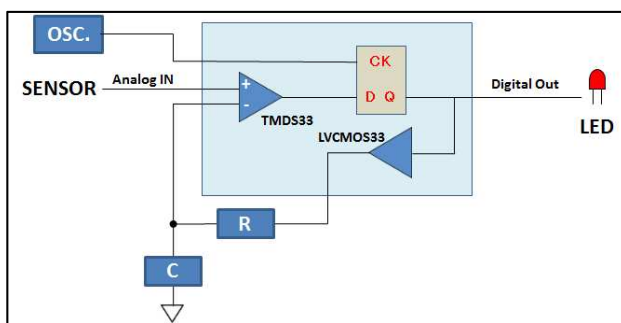 OSC.
CK
SENSOR
Analog IN
+
-
D Q
Digital Out
TMDS33
LVCMOS33
LED
R
C